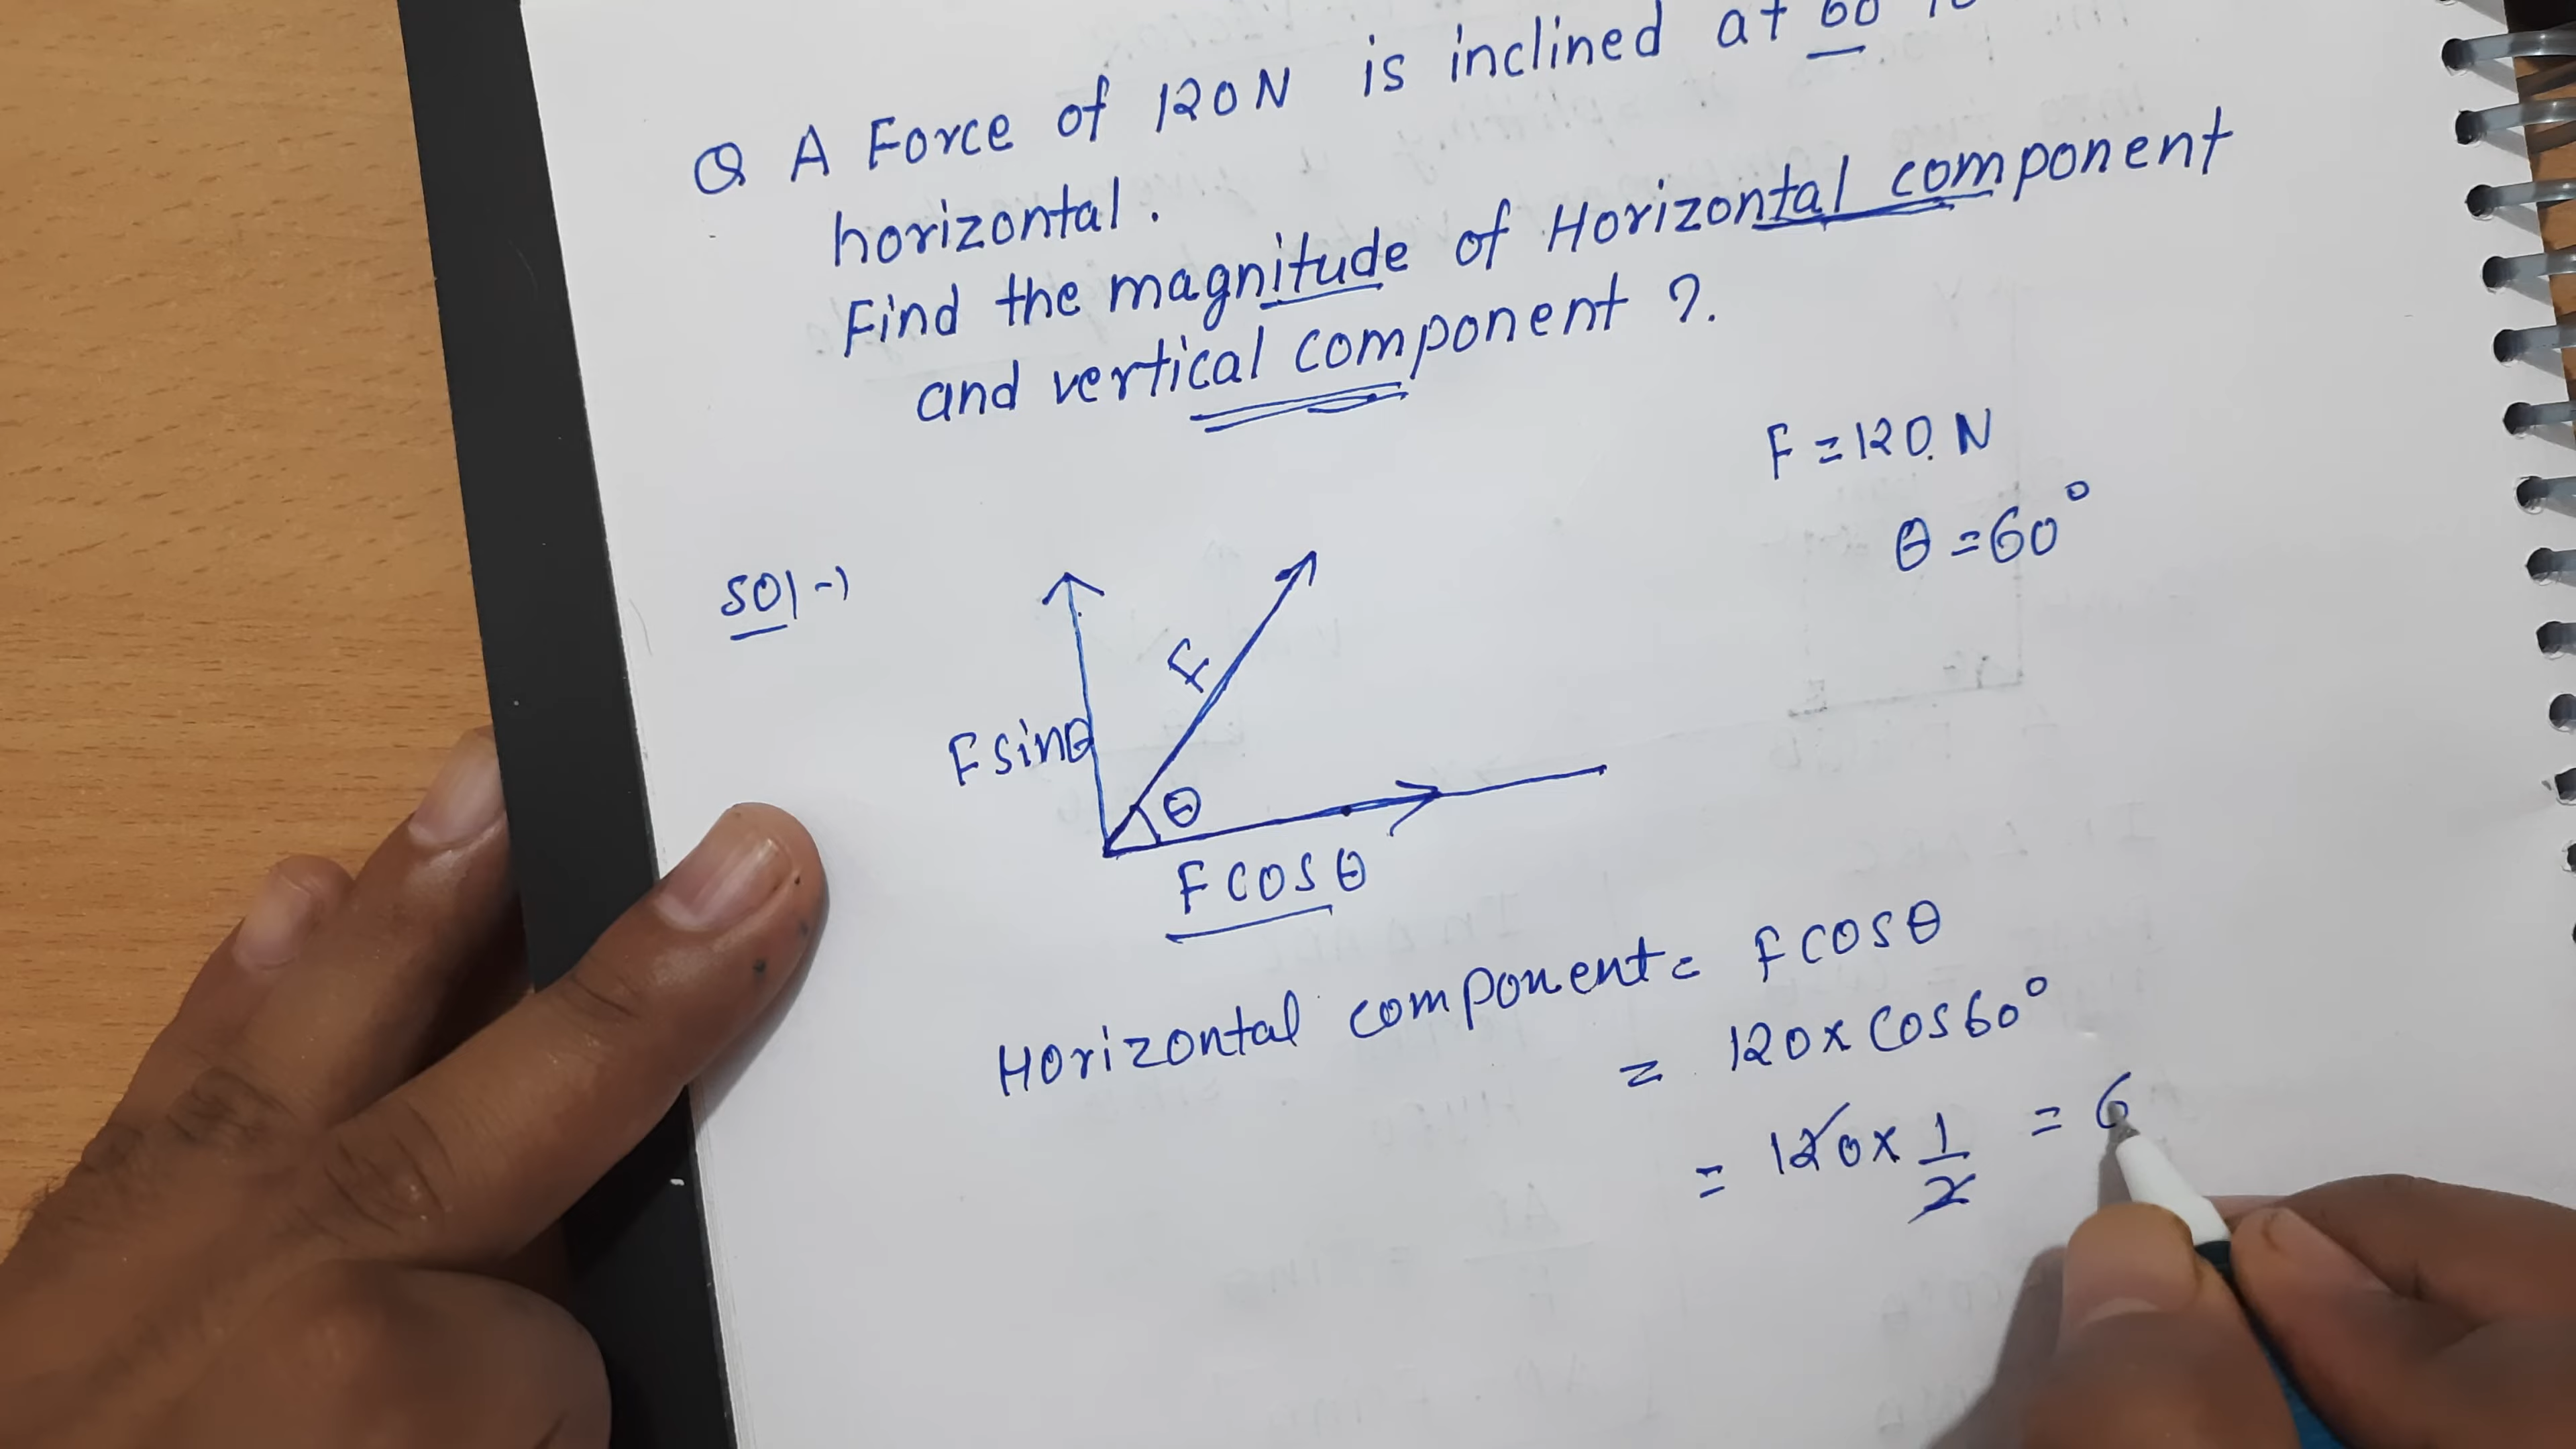 Q A Force of 120N is inclined at 60
horizontal.
Find the magnitude of Horizontal component
and vertical component ?.
F = 120 N
θ = 60°
Sol -)
F
F sinθ
θ
F cosθ
Horizontal component = F cosθ
= 120 x cos60°
= 120 x 1/2 = 6